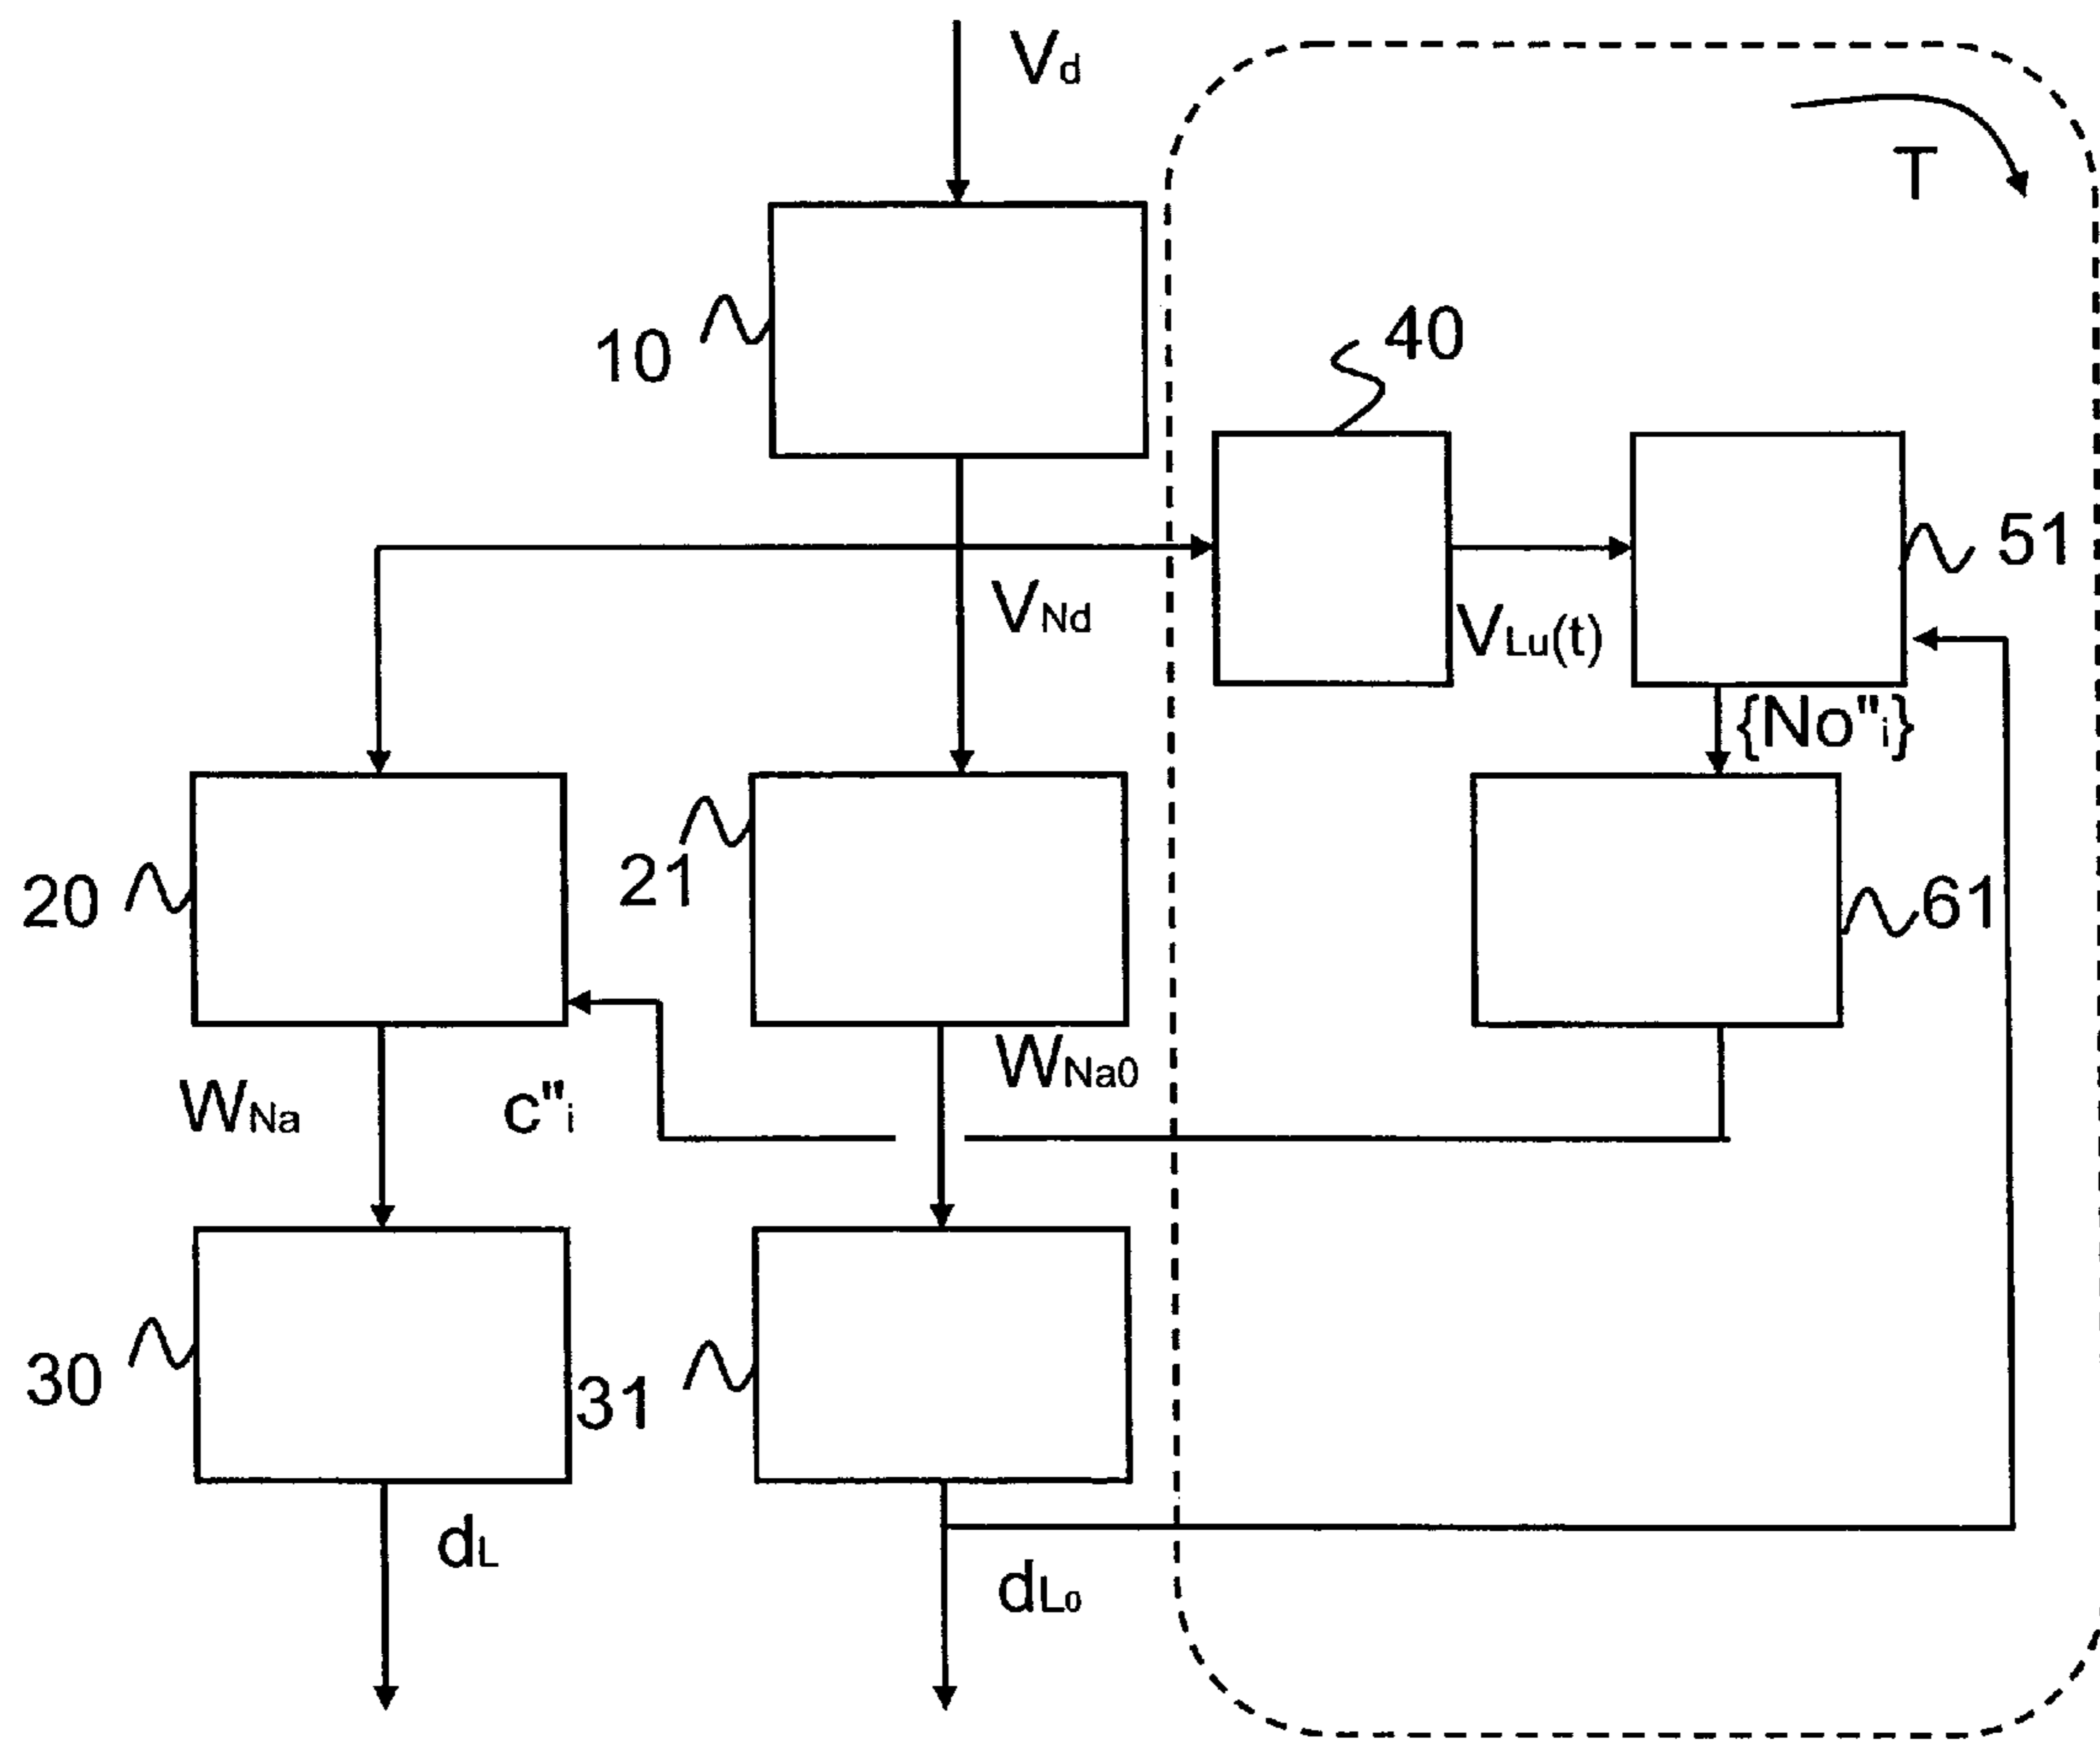 Vd
T
10
40
51
VNd
VLu(t)
{No"i}
20
21
61
WNa
c"i
WNa0
30
31
dL
dL0